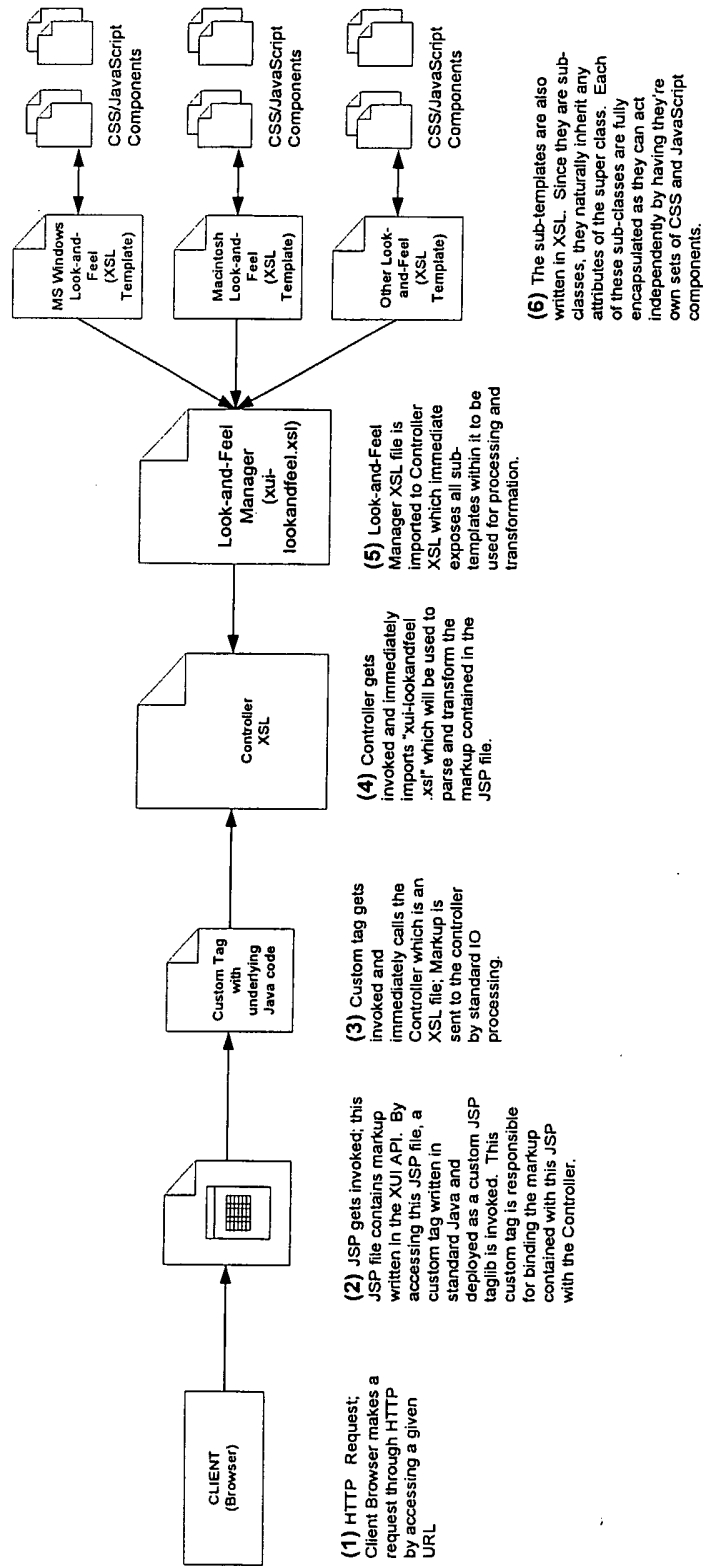 CLIENT
(Browser)
(1) HTTP Request;
Client Browser makes a
request through HTTP
by accessing a given
URL
(2) JSP gets invoked; this
JSP file contains markup
written in the XUI API. By
accessing this JSP file, a
custom tag written in
standard Java and
deployed as a custom JSP
taglib is invoked. This
custom tag is responsible
for binding the markup
contained with this JSP
with the Controller.
Custom Tag
with
underlying
Java code
(3) Custom tag gets
invoked and
immediately calls the
Controller which is an
XSL file; Markup is
sent to the controller
by standard IO
processing.
Controller
XSL
(4) Controller gets
invoked and immediately
imports "xui-lookandfeel
.xsl" which will be used to
parse and transform the
markup contained in the
JSP file.
Look-and-Feel
Manager
(xui-
lookandfeel.xsl)
(5) Look-and-Feel
Manager XSL file is
imported to Controller
XSL which immediate
exposes all sub-
templates within it to be
used for processing and
transformation.
MS Windows
Look-and-
Feel
(XSL
Template)
CSS/JavaScript
Components
Macintosh
Look-and-
Feel
(XSL
Template)
CSS/JavaScript
Components
Other Look-
and-Feel
(XSL
Template)
CSS/JavaScript
Components
(6) The sub-templates are also
written in XSL. Since they are sub-
classes, they naturally inherit any
attributes of the super class. Each
of these sub-classes are fully
encapsulated as they can act
independently by having they're
own sets of CSS and JavaScript
components.